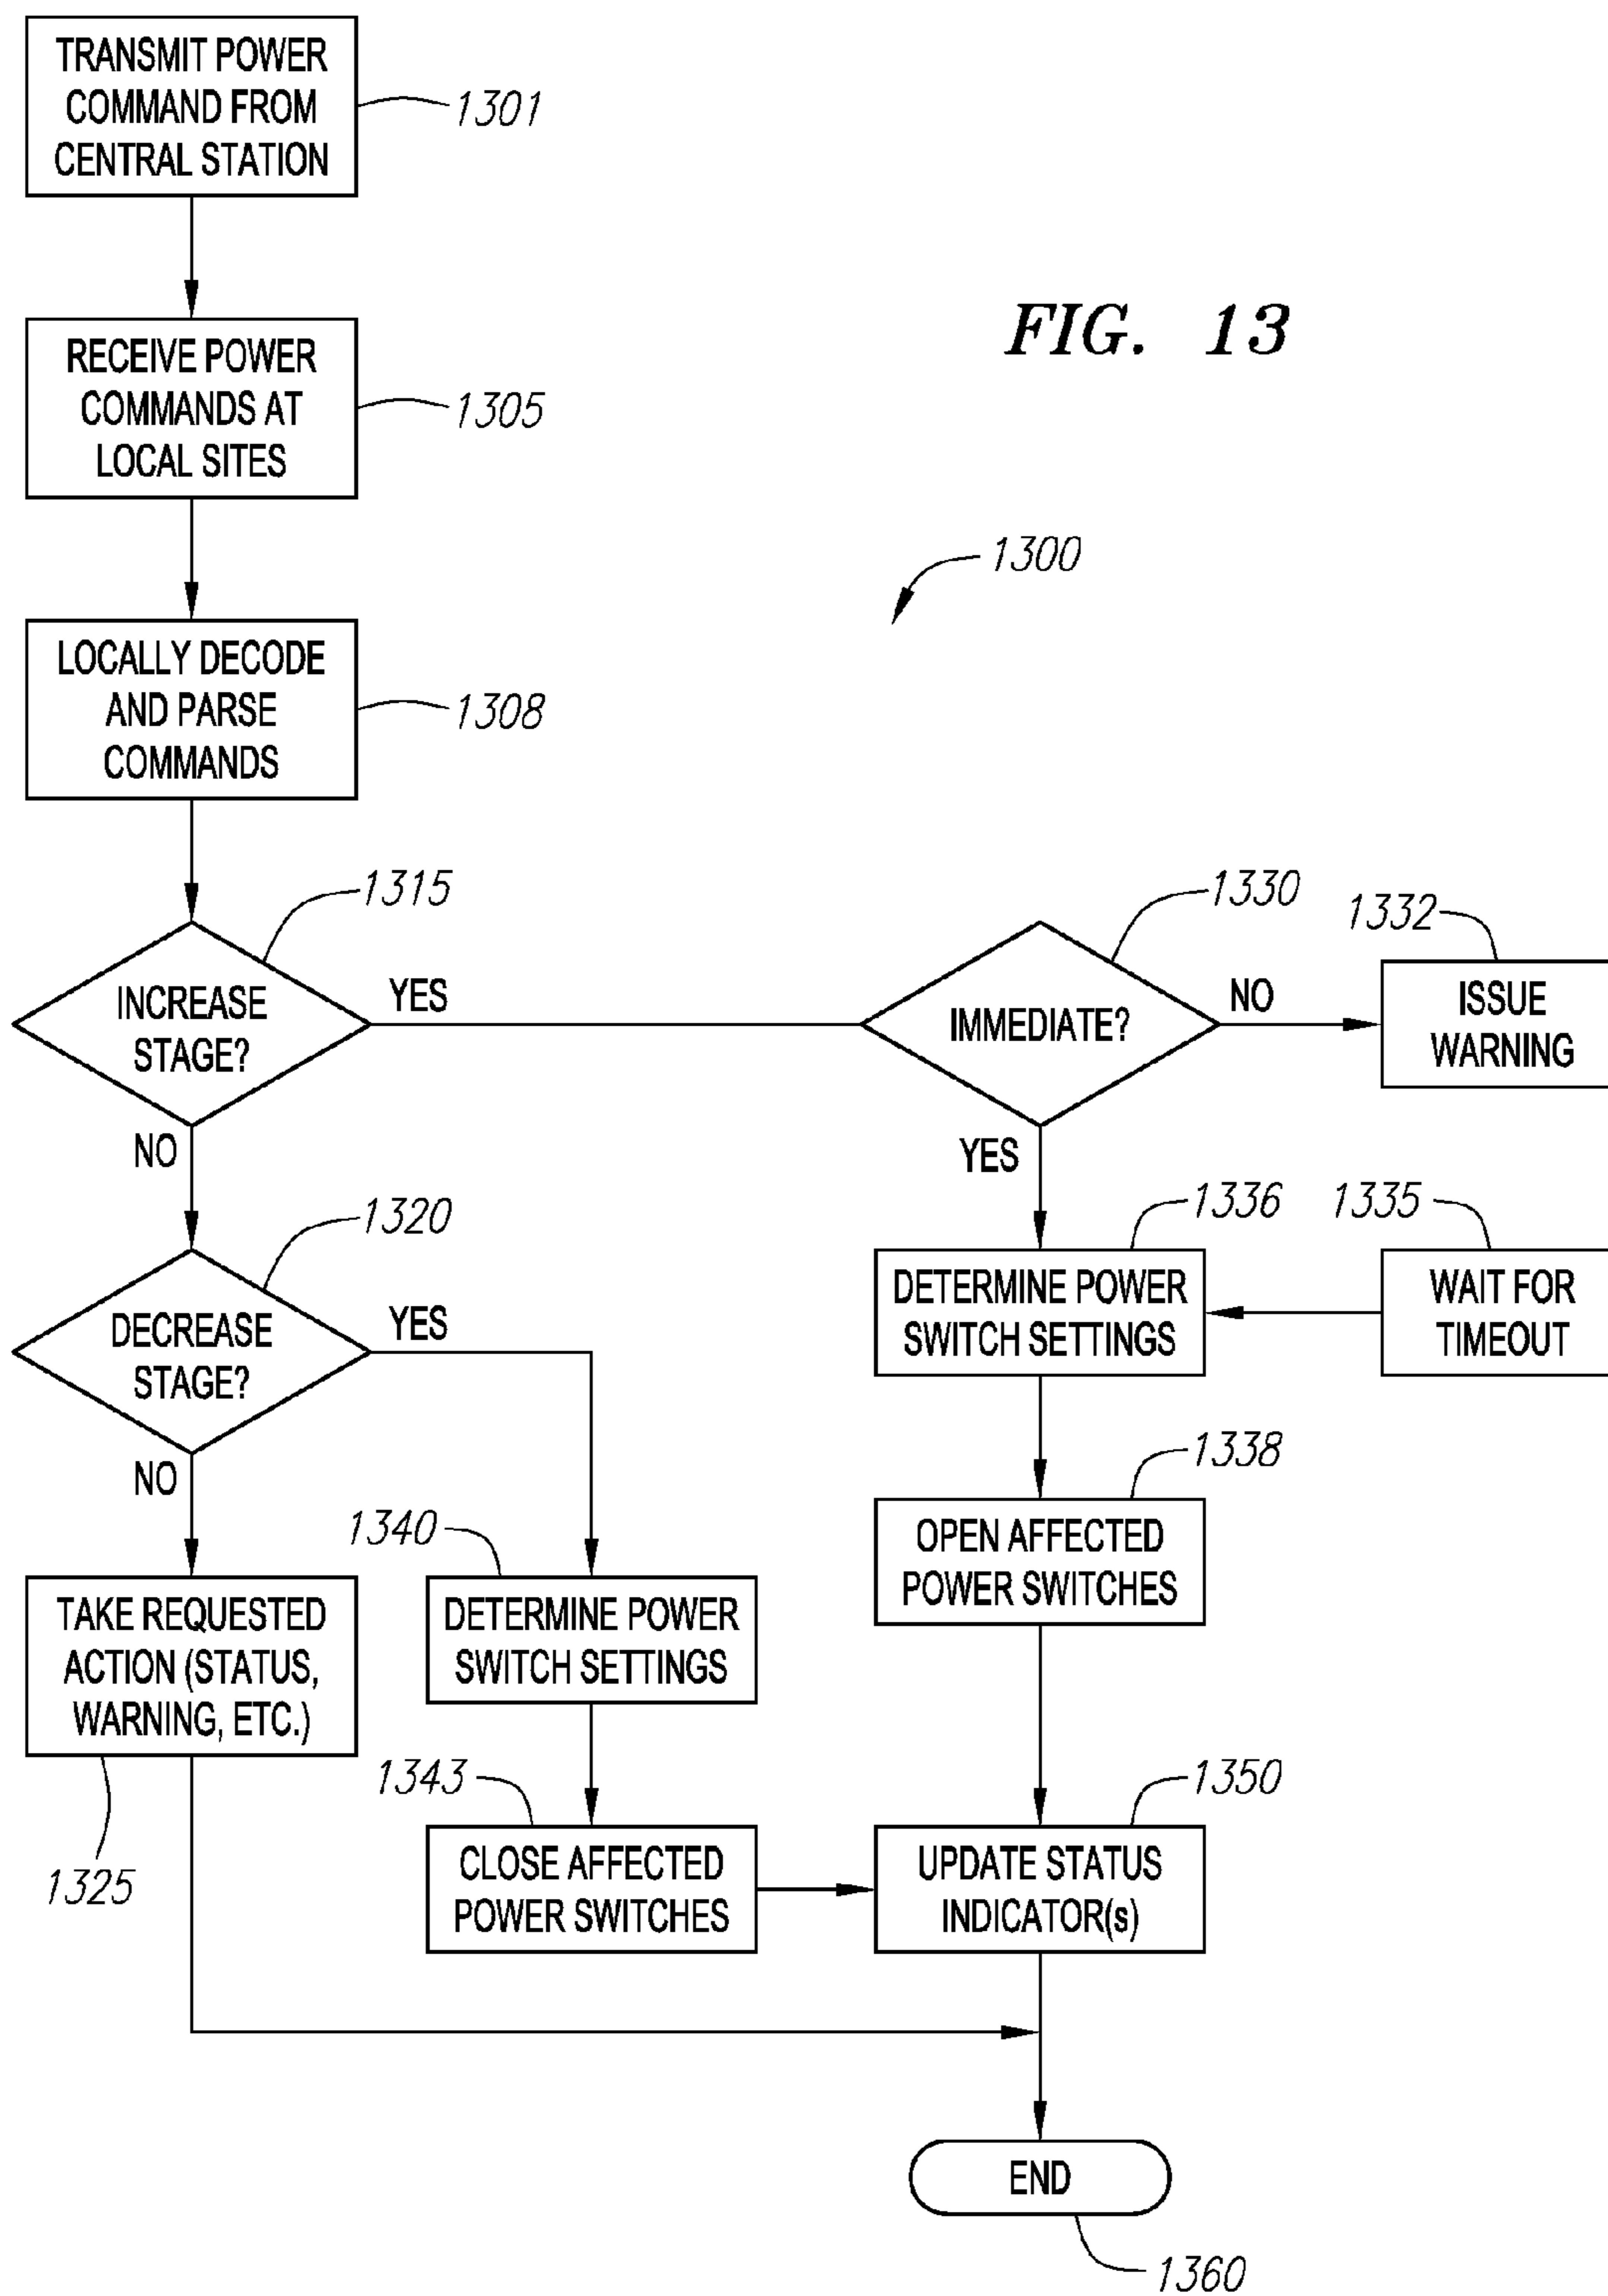 TRANSMIT POWER
COMMAND FROM
CENTRAL STATION
1301
RECEIVE POWER
COMMANDS AT
LOCAL SITES
1305
FIG. 13
1300
LOCALLY DECODE
AND PARSE
COMMANDS
1308
1315
INCREASE
STAGE?
YES
NO
1330
IMMEDIATE?
NO
YES
1332
ISSUE
WARNING
1320
DECREASE
STAGE?
YES
NO
1336
DETERMINE POWER
SWITCH SETTINGS
1335
WAIT FOR
TIMEOUT
1338
OPEN AFFECTED
POWER SWITCHES
TAKE REQUESTED
ACTION (STATUS,
WARNING, ETC.)
1325
1340
DETERMINE POWER
SWITCH SETTINGS
1343
CLOSE AFFECTED
POWER SWITCHES
1350
UPDATE STATUS
INDICATOR(s)
END
1360